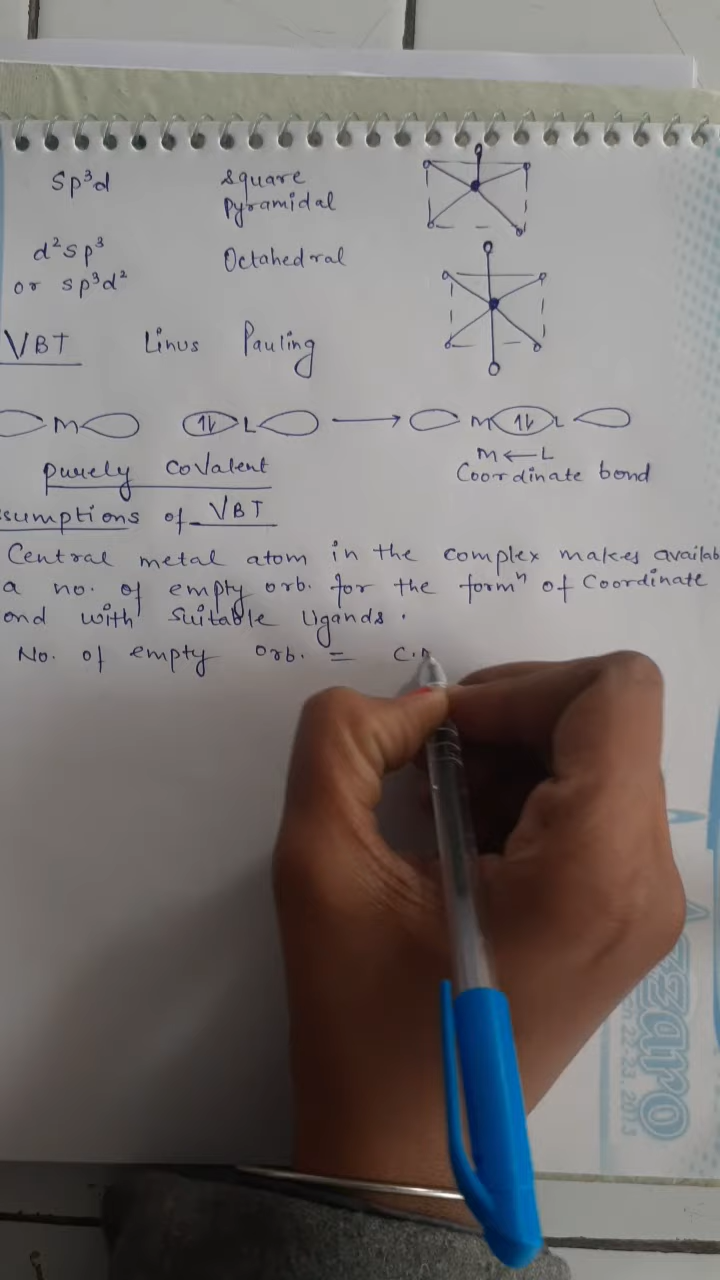 sp³d square
pyramidal
d²sp³ Octahedral
or sp³d²
VBT Linus Pauling
M ⥮ L → M ⥮ L
M ← L
purely covalent Coordinate bond
sumptions of VBT
Central metal atom in the complex makes availab
a no. of empty orb. for the formⁿ of Coordinate
ond with suitable ligands.
No. of empty orb. = C.